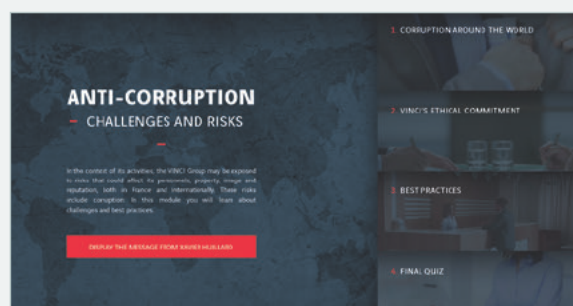 ANTI-CORRUPTION
CHALLENGES AND RISKS
In the context of its activities, the VINCI Group may be exposed
to risks that could affect its personnels, property, image and
reputation, both in France and internationally. These risks
include corruption. In this module you will learn about
challenges and best practices.
DISPLAY THE MESSAGE FROM XAVIER HUILLARD
1. CORRUPTION AROUND THE WORLD
2. VINCI'S ETHICAL COMMITMENT
3. BEST PRACTICES
4. FINAL QUIZ